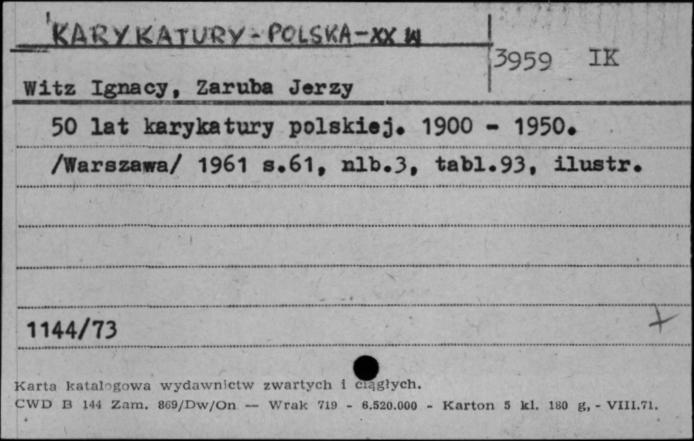 KARYKATURY - POLSKA - XX W
3959 IK
Witz Ignacy, Zaruba Jerzy
50 lat karykatury polskiej. 1900 - 1950.
/Warszawa/ 1961 s.61, nlb.3, tabl.93, ilustr.
1144/73
Karta katalogowa wydawnictw zwartych i ciągłych.
CWD B 144 Zam. 869/Dw/On — Wrak 719 - 6.520.000 - Karton 5 kl. 180 g, - VIII.71.